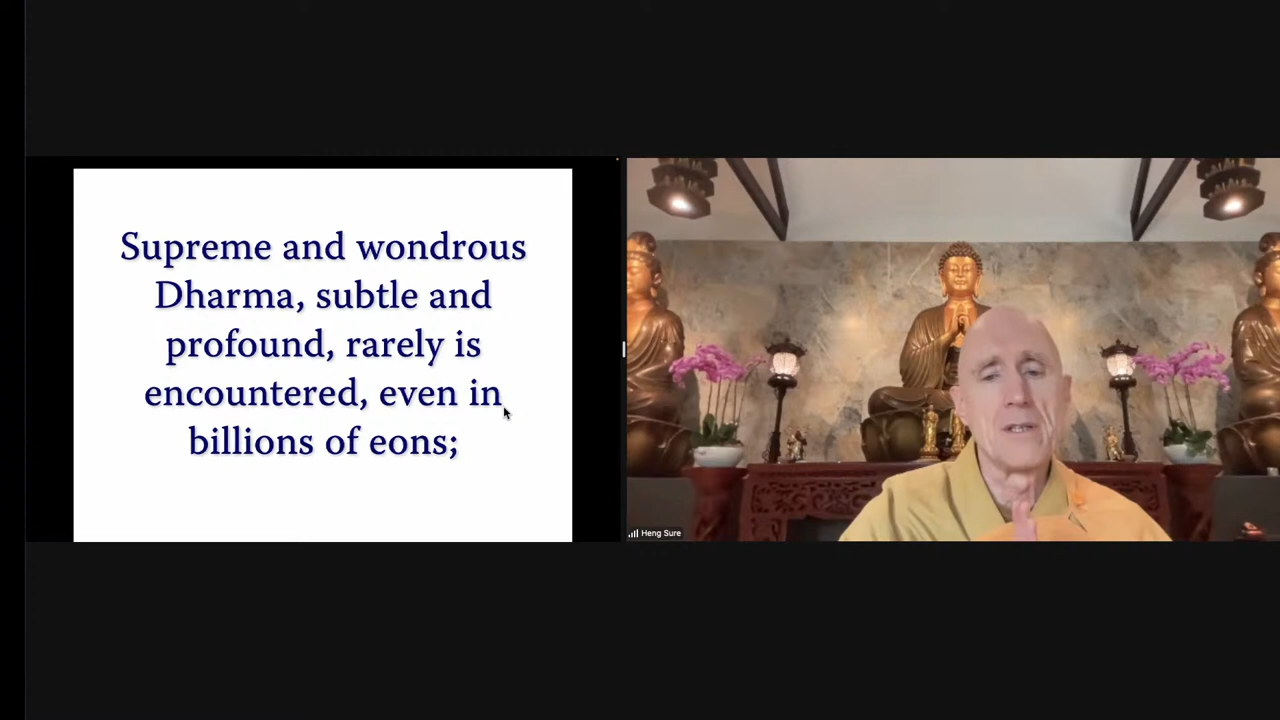 Supreme and wondrous
Dharma, subtle and
profound, rarely is
encountered, even in
billions of eons;
Heng Sure